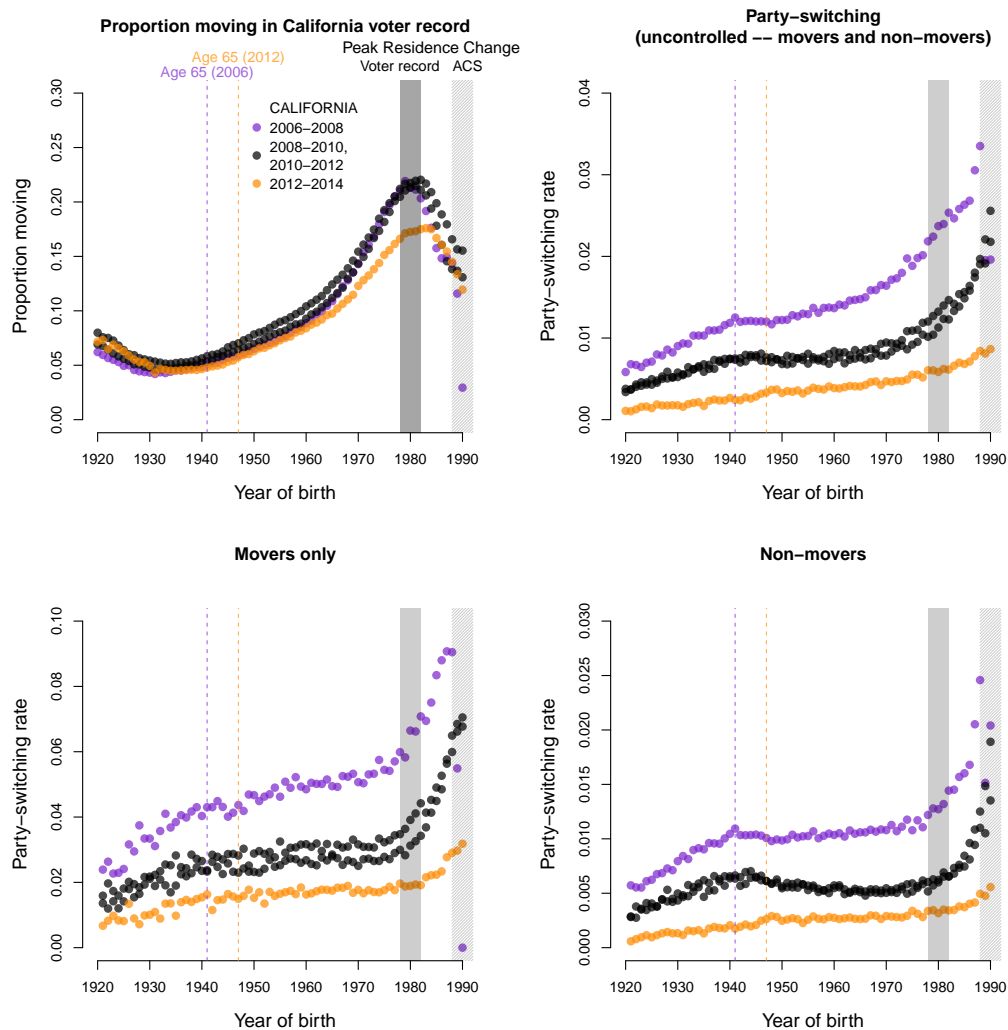 Proportion moving in California voter record
Peak Residence Change
Age 65 (2012)
Voter record
ACS
Age 65 (2006)
CALIFORNIA
2006−2008
2008−2010,
2010−2012
2012−2014
Proportion moving
0.00
0.05
0.10
0.15
0.20
0.25
0.30
1920 1930 1940 1950 1960 1970 1980 1990
Year of birth
Party−switching
(uncontrolled −− movers and non−movers)
Party−switching rate
0.00
0.01
0.02
0.03
0.04
1920 1930 1940 1950 1960 1970 1980 1990
Year of birth
Movers only
Party−switching rate
0.00
0.02
0.04
0.06
0.08
0.10
1920 1930 1940 1950 1960 1970 1980 1990
Year of birth
Non−movers
Party−switching rate
0.000
0.005
0.010
0.015
0.020
0.025
0.030
1920 1930 1940 1950 1960 1970 1980 1990
Year of birth